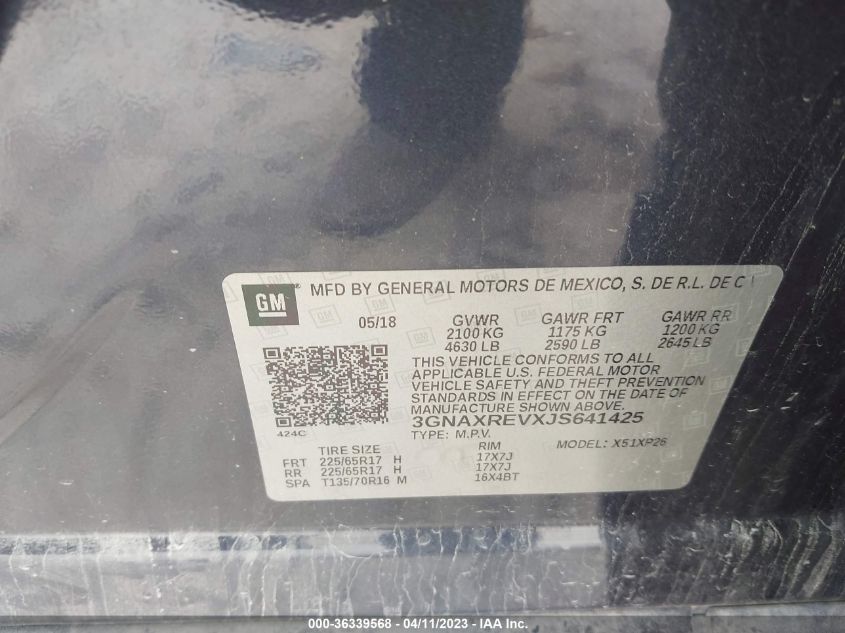 GM ® MFD BY GENERAL MOTORS DE MEXICO, S. DE R.L. DE C
05/18 GVWR GAWR FRT GAWR RR
2100 KG 1175 KG 1200 KG
4630 LB 2590 LB 2645 LB
THIS VEHICLE CONFORMS TO ALL
APPLICABLE U.S. FEDERAL MOTOR
VEHICLE SAFETY AND THEFT PREVENTION
STANDARDS IN EFFECT ON THE DATE OF
MANUFACTURE SHOWN ABOVE.
424C
3GNAXREVXJS641425
TYPE: M.P.V. MODEL: X51XP26
TIRE SIZE RIM
FRT 225/65R17 H 17X7J
RR 225/65R17 H 17X7J
SPA T135/70R16 M 16X4BT
000-36339568 - 04/11/2023 - IAA Inc.